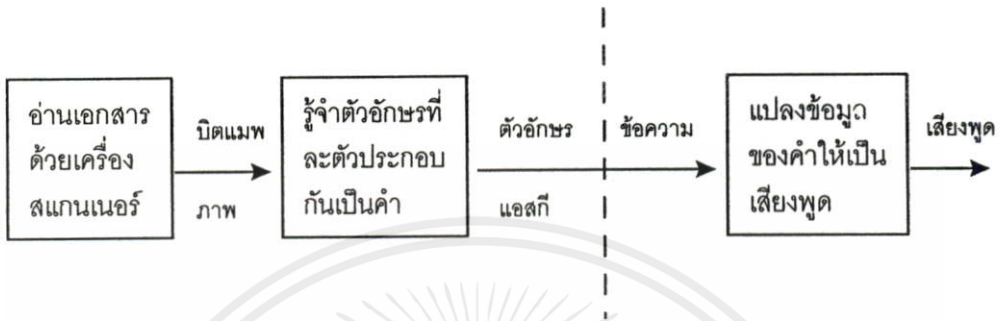 อ่านเอกสาร
ด้วยเครื่อง
สแกนเนอร์
บิตแมพ
ภาพ
รู้จำตัวอักษรที่
ละตัวประกอบ
กันเป็นคำ
ตัวอักษร
แอสกี
ข้อความ
แปลงข้อมูล
ของคำให้เป็น
เสียงพูด
เสียงพูด